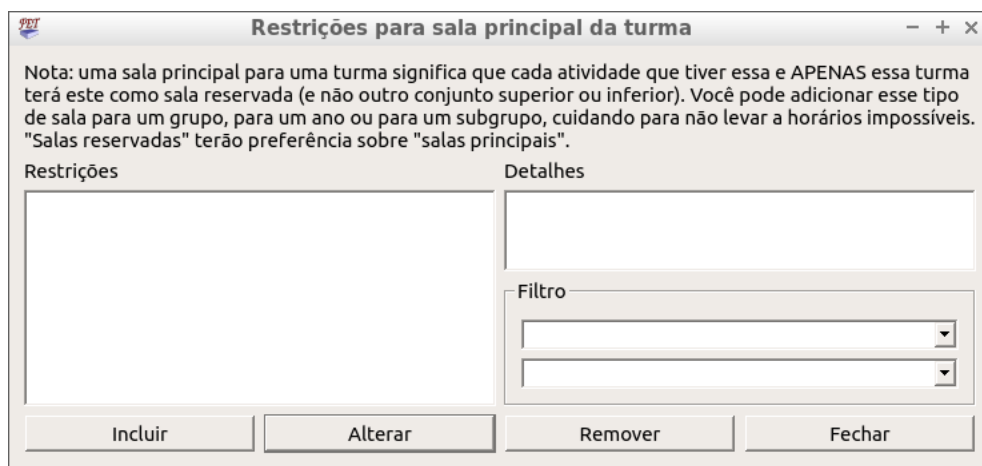 PET
Restrições para sala principal da turma
Nota: uma sala principal para uma turma significa que cada atividade que tiver essa e APENAS essa turma
terá este como sala reservada (e não outro conjunto superior ou inferior). Você pode adicionar esse tipo
de sala para um grupo, para um ano ou para um subgrupo, cuidando para não levar a horários impossíveis.
"Salas reservadas" terão preferência sobre "salas principais".
Restrições
Detalhes
Filtro
Incluir
Alterar
Remover
Fechar